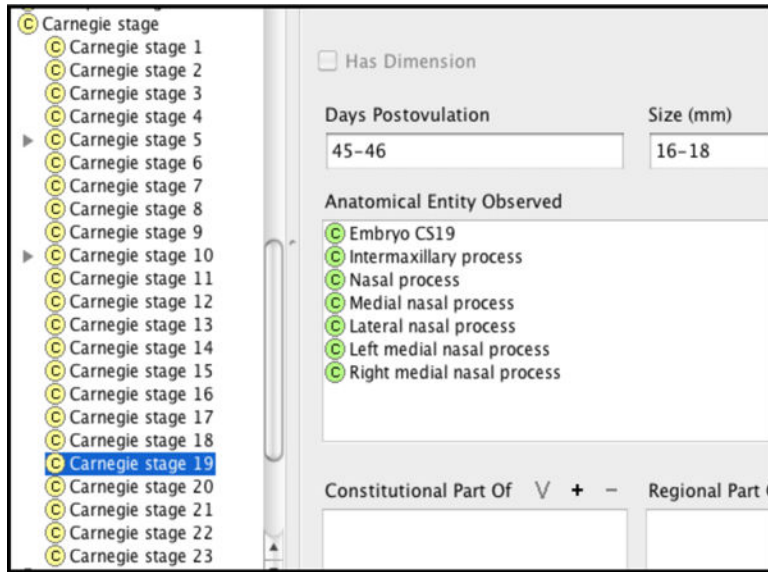 Carnegie stage
Carnegie stage 1
Carnegie stage 2
Carnegie stage 3
Carnegie stage 4
Carnegie stage 5
Carnegie stage 6
Carnegie stage 7
Carnegie stage 8
Carnegie stage 9
Carnegie stage 10
Carnegie stage 11
Carnegie stage 12
Carnegie stage 13
Carnegie stage 14
Carnegie stage 15
Carnegie stage 16
Carnegie stage 17
Carnegie stage 18
Carnegie stage 19
Carnegie stage 20
Carnegie stage 21
Carnegie stage 22
Carnegie stage 23
Has Dimension
Days Postovulation Size (mm)
45-46 16-18
Anatomical Entity Observed
Embryo CS19
Intermaxillary process
Nasal process
Medial nasal process
Lateral nasal process
Left medial nasal process
Right medial nasal process
Constitutional Part Of V + − Regional Part